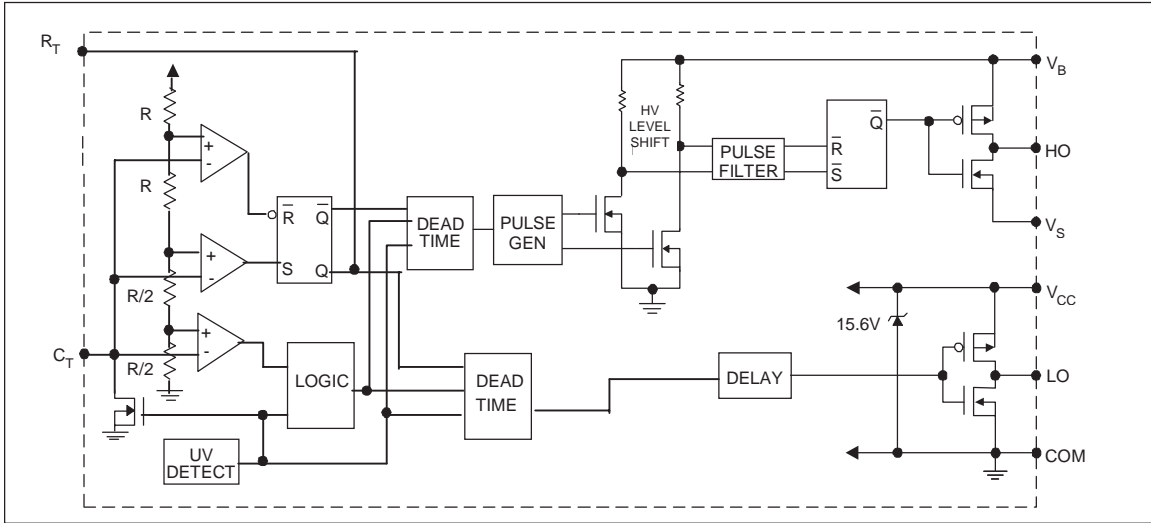 R_T
V_B
R
HV
LEVEL
SHIFT
+
-
Q̅
R̅
S̅
PULSE
FILTER
HO
R
R̅ Q̅
DEAD
TIME
PULSE
GEN
V_S
+
-
S Q
R/2
V_CC
15.6V
+
-
C_T
R/2
LOGIC
DEAD
TIME
DELAY
LO
UV
DETECT
COM